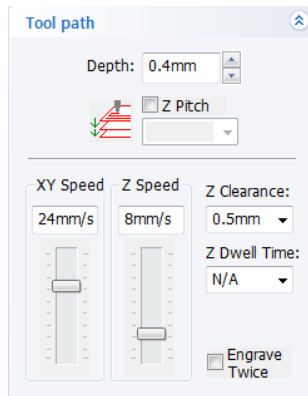 Tool path
Depth: 0.4mm
Z Pitch
XY Speed Z Speed
Z Clearance:
24mm/s 8mm/s 0.5mm
Z Dwell Time:
N/A
Engrave
Twice